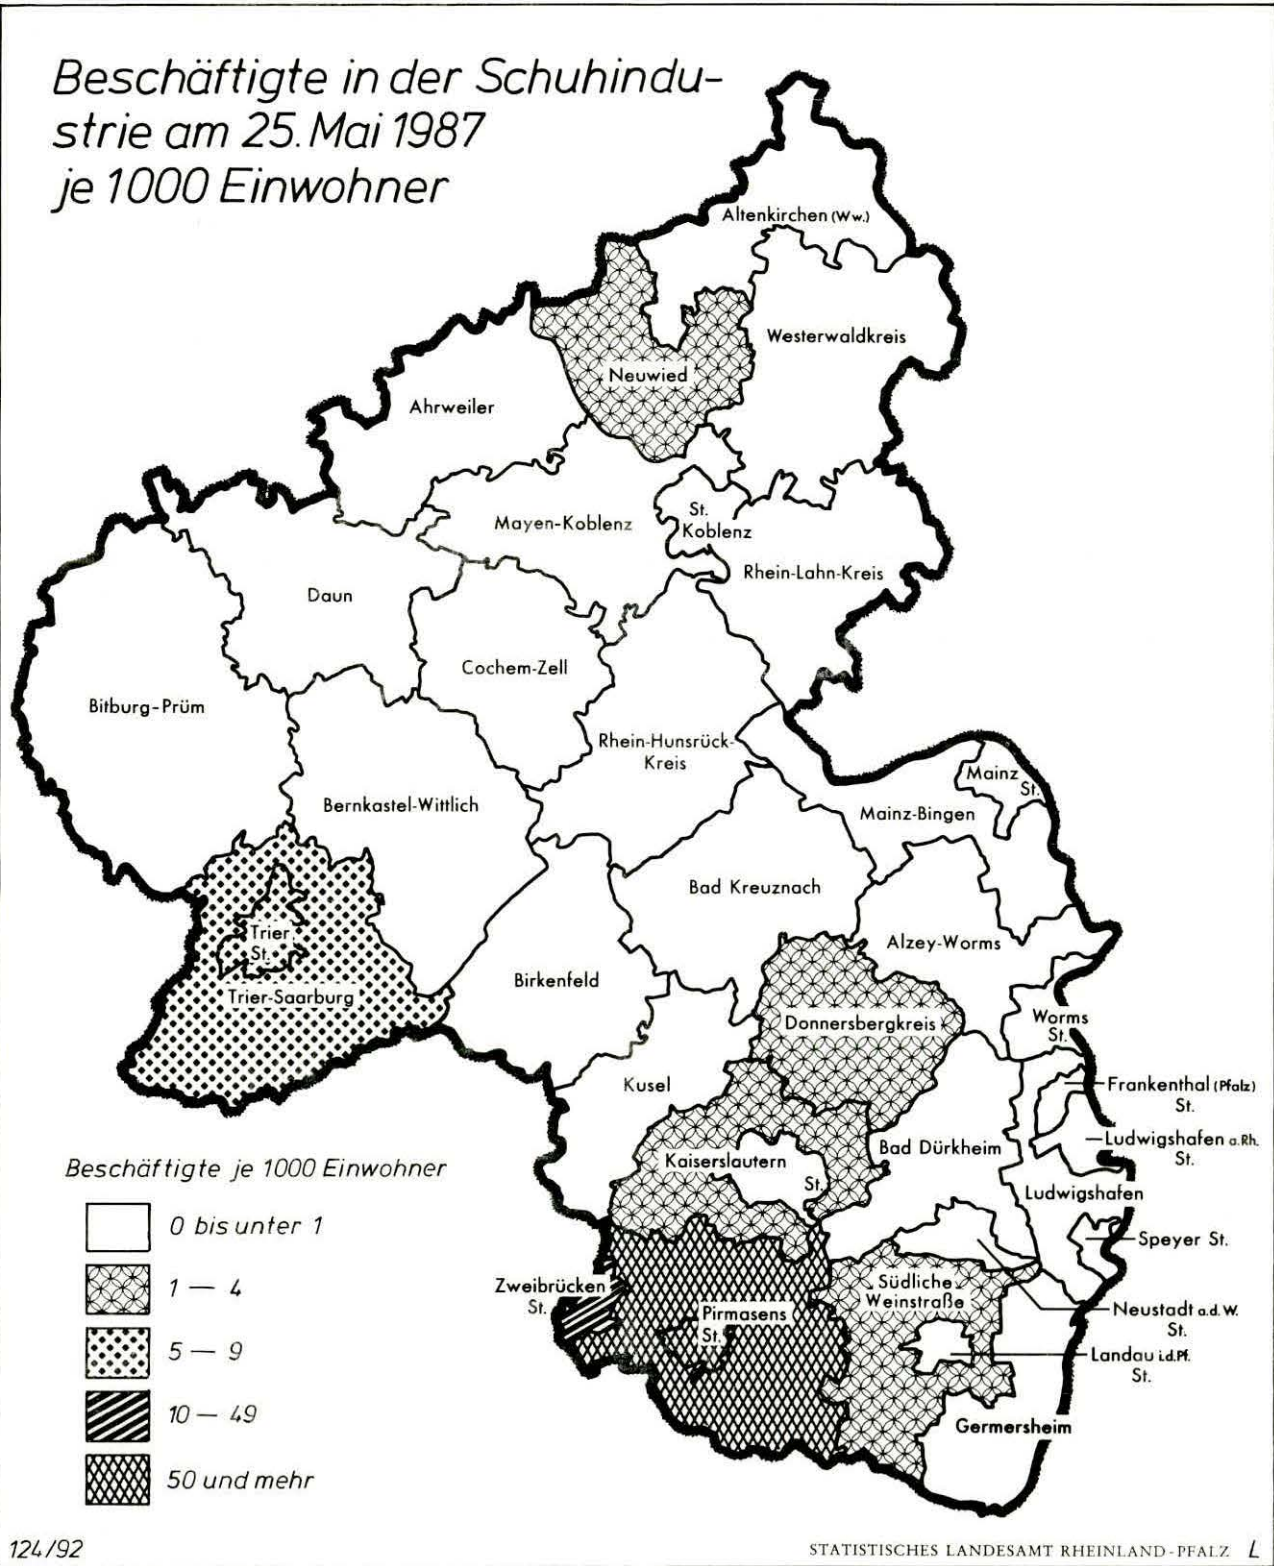 Beschäftigte in der Schuhindu-
strie am 25. Mai 1987
je 1000 Einwohner
Altenkirchen (Ww.)
Westerwaldkreis
Neuwied
Ahrweiler
Mayen-Koblenz
St.
Koblenz
Rhein-Lahn-Kreis
Daun
Cochem-Zell
Bitburg-Prüm
Rhein-Hunsrück-
Kreis
Mainz
St.
Bernkastel-Wittlich
Mainz-Bingen
Bad Kreuznach
Trier
St.
Alzey-Worms
Birkenfeld
Trier-Saarburg
Donnersbergkreis
Worms
St.
Kusel
Frankenthal (Pfalz)
St.
Bad Dürkheim
Ludwigshafen a.Rh.
St.
Kaiserslautern
St.
Ludwigshafen
Speyer St.
Zweibrücken
St.
Südliche
Weinstraße
Pirmasens
St.
Neustadt a.d.W.
St.
Landau i.d.Pf.
St.
Germersheim
Beschäftigte je 1000 Einwohner
0 bis unter 1
1 — 4
5 — 9
10 — 49
50 und mehr
124/92
STATISTISCHES LANDESAMT RHEINLAND-PFALZ L